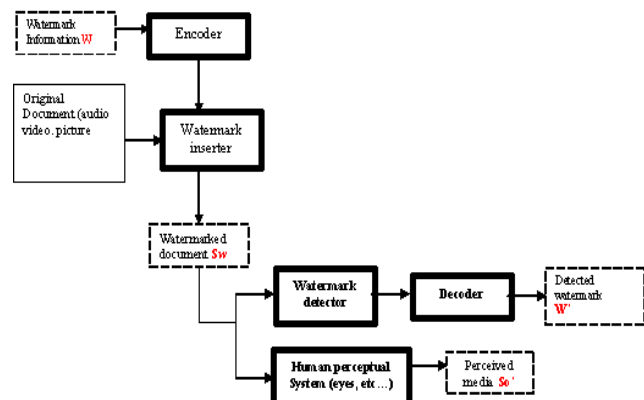 Watermark
Information W
Encoder
Original
Document (audio
video. picture
Watermark
inserter
Watermarked
document Sw
Watermark
detector
Decoder
Detected
watermark
W'
Human perceptual
System (eyes, etc…)
Perceived
media So'